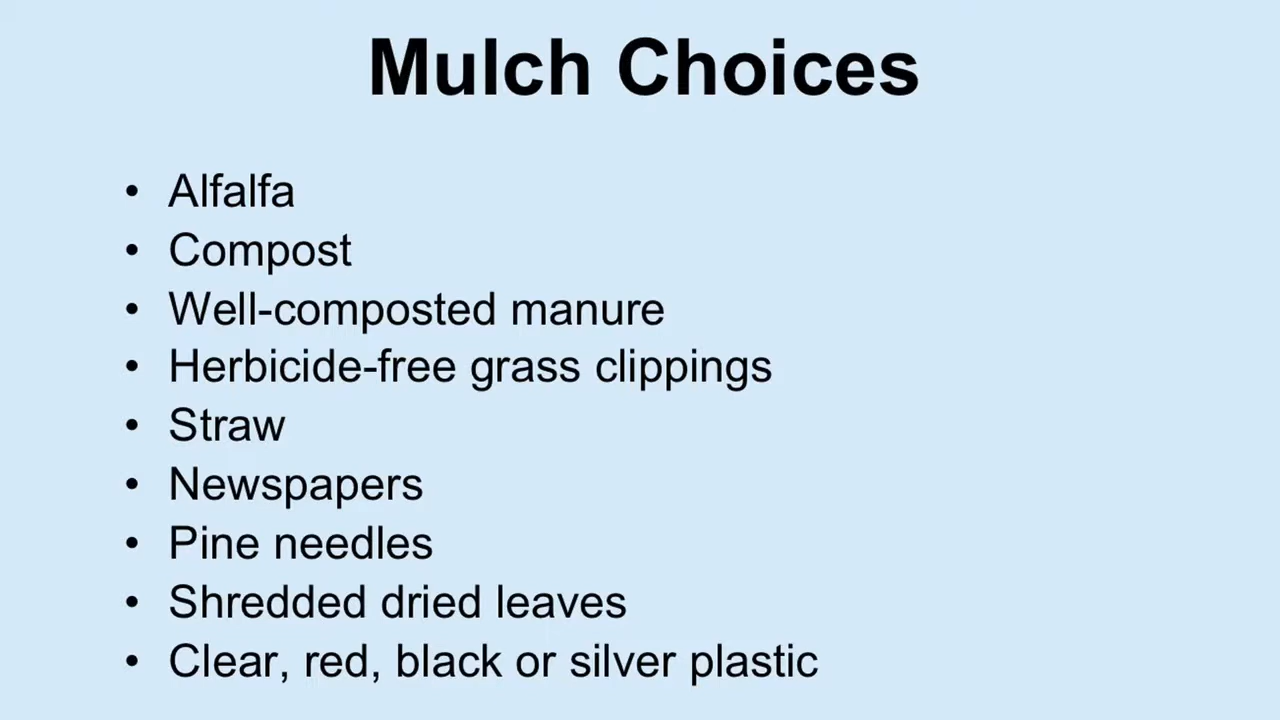 Mulch Choices
• Alfalfa
• Compost
• Well-composted manure
• Herbicide-free grass clippings
• Straw
• Newspapers
• Pine needles
• Shredded dried leaves
• Clear, red, black or silver plastic